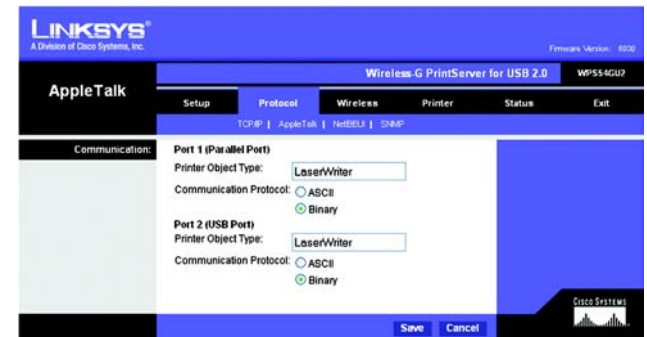 LINKSYS®
A Division of Cisco Systems, Inc.
Firmware Version: 6030
Wireless-G PrintServer for USB 2.0 WPS54GU2
AppleTalk
Setup Protocol Wireless Printer Status Exit
TCP/IP | AppleTalk | NetBEUI | SNMP
Communication:
Port 1 (Parallel Port)
Printer Object Type: LaserWriter
Communication Protocol: ASCII
Binary
Port 2 (USB Port)
Printer Object Type: LaserWriter
Communication Protocol: ASCII
Binary
Save Cancel
CISCO SYSTEMS